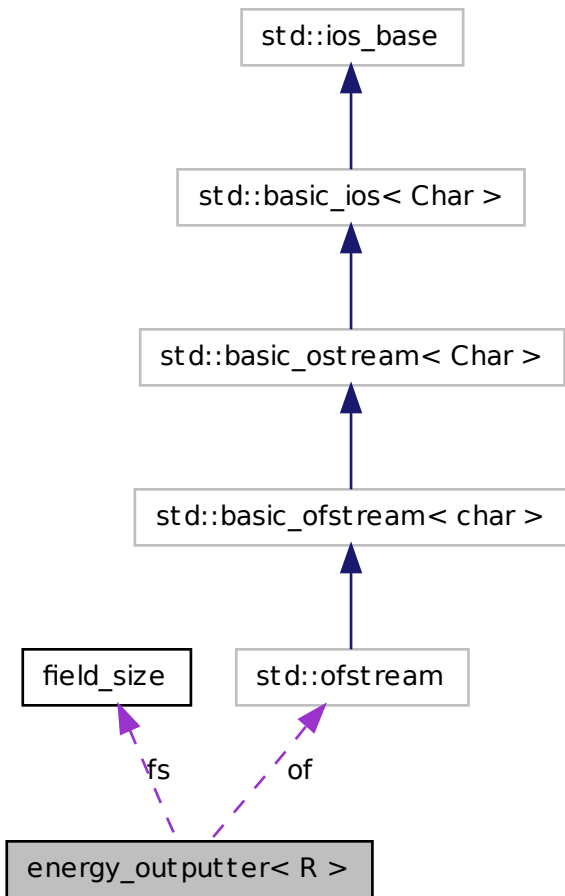 std::ios_base
std::basic_ios< Char >
std::basic_ostream< Char >
std::basic_ofstream< char >
field_size
std::ofstream
fs
of
energy_outputter< R >